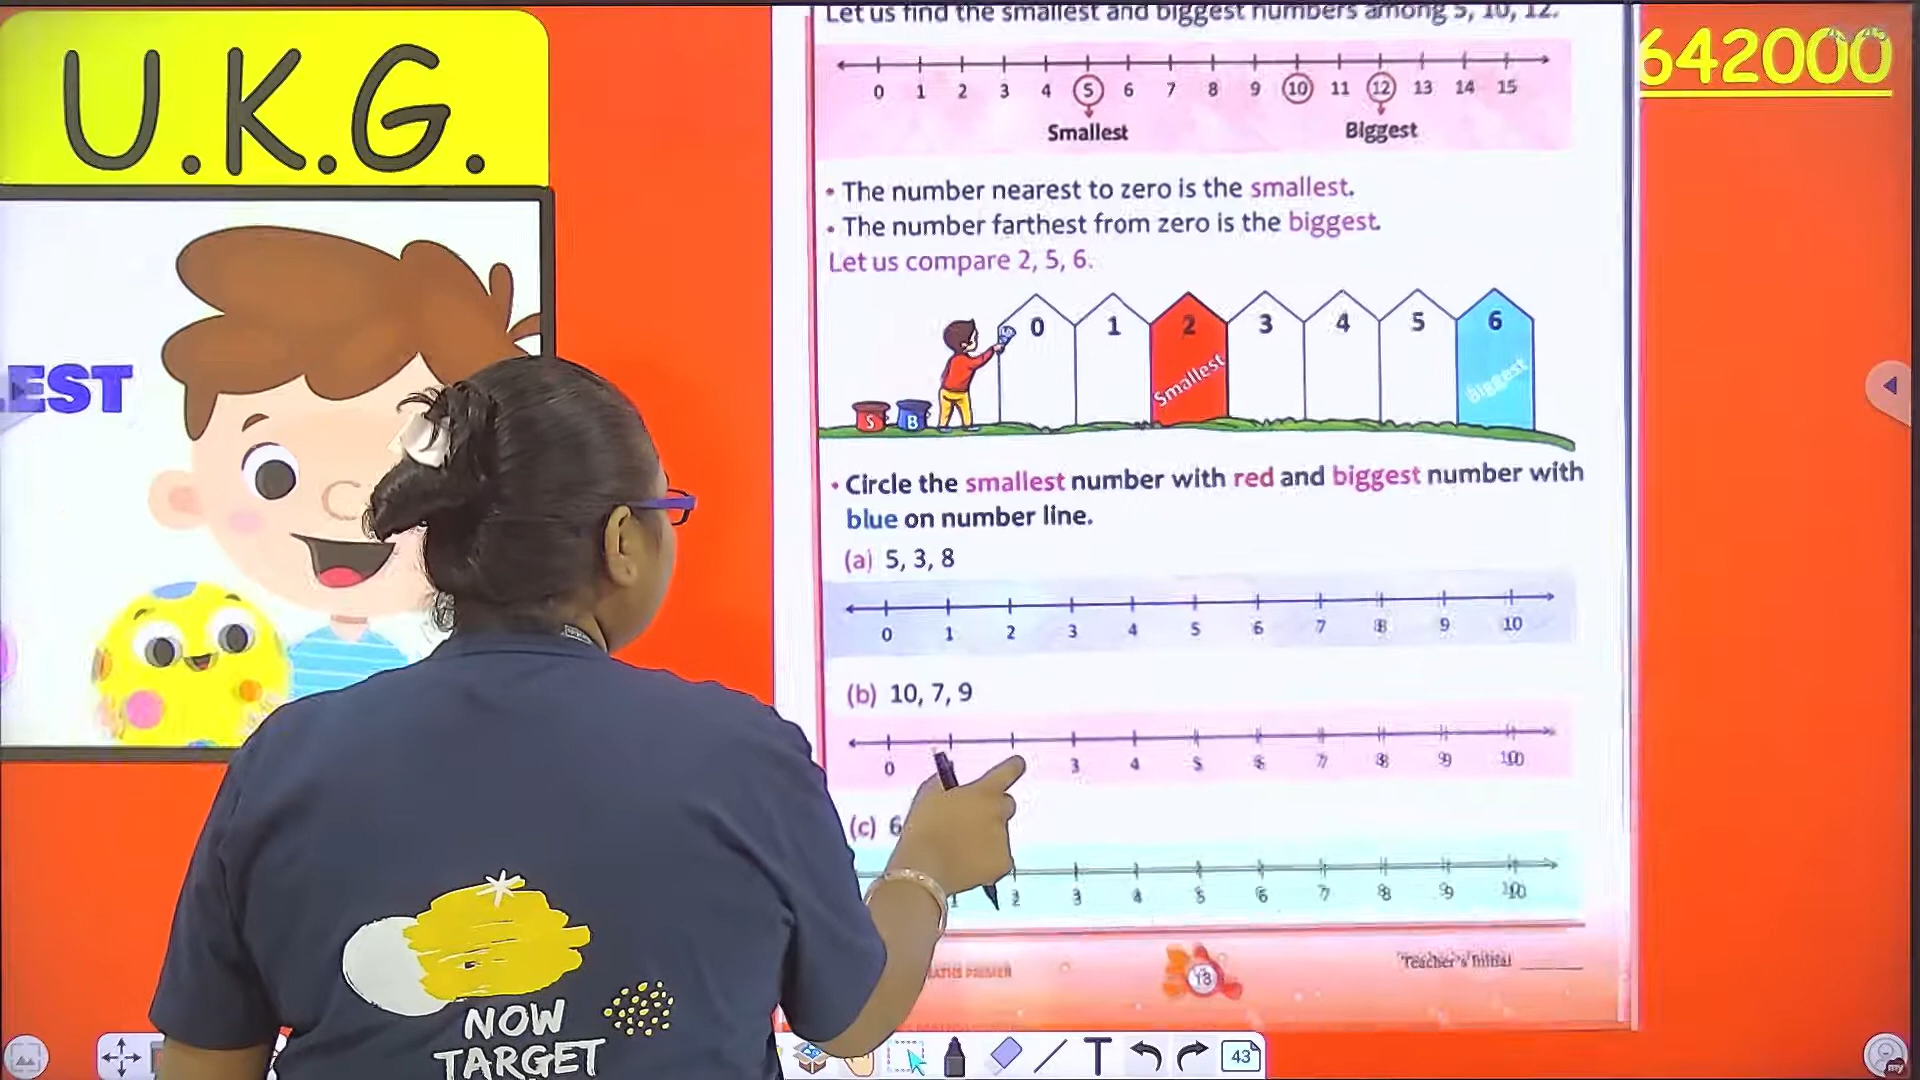 U.K.G.
EST
642000
Let us find the smallest and biggest numbers among 5, 10, 12.
0 1 2 3 4 5 6 7 8 9 10 11 12 13 14 15
Smallest Biggest
• The number nearest to zero is the smallest.
• The number farthest from zero is the biggest.
Let us compare 2, 5, 6.
0 1 2 3 4 5 6
Smallest Biggest
S B
• Circle the smallest number with red and biggest number with
blue on number line.
(a) 5, 3, 8
0 1 2 3 4 5 6 7 8 9 10
(b) 10, 7, 9
0 3 4 5 6 7 8 9 10
(c) 6
1 2 3 4 5 6 7 8 9 10
MATHS PRIMER 13 Teacher's Initial
NOW
TARGET
T 43
my